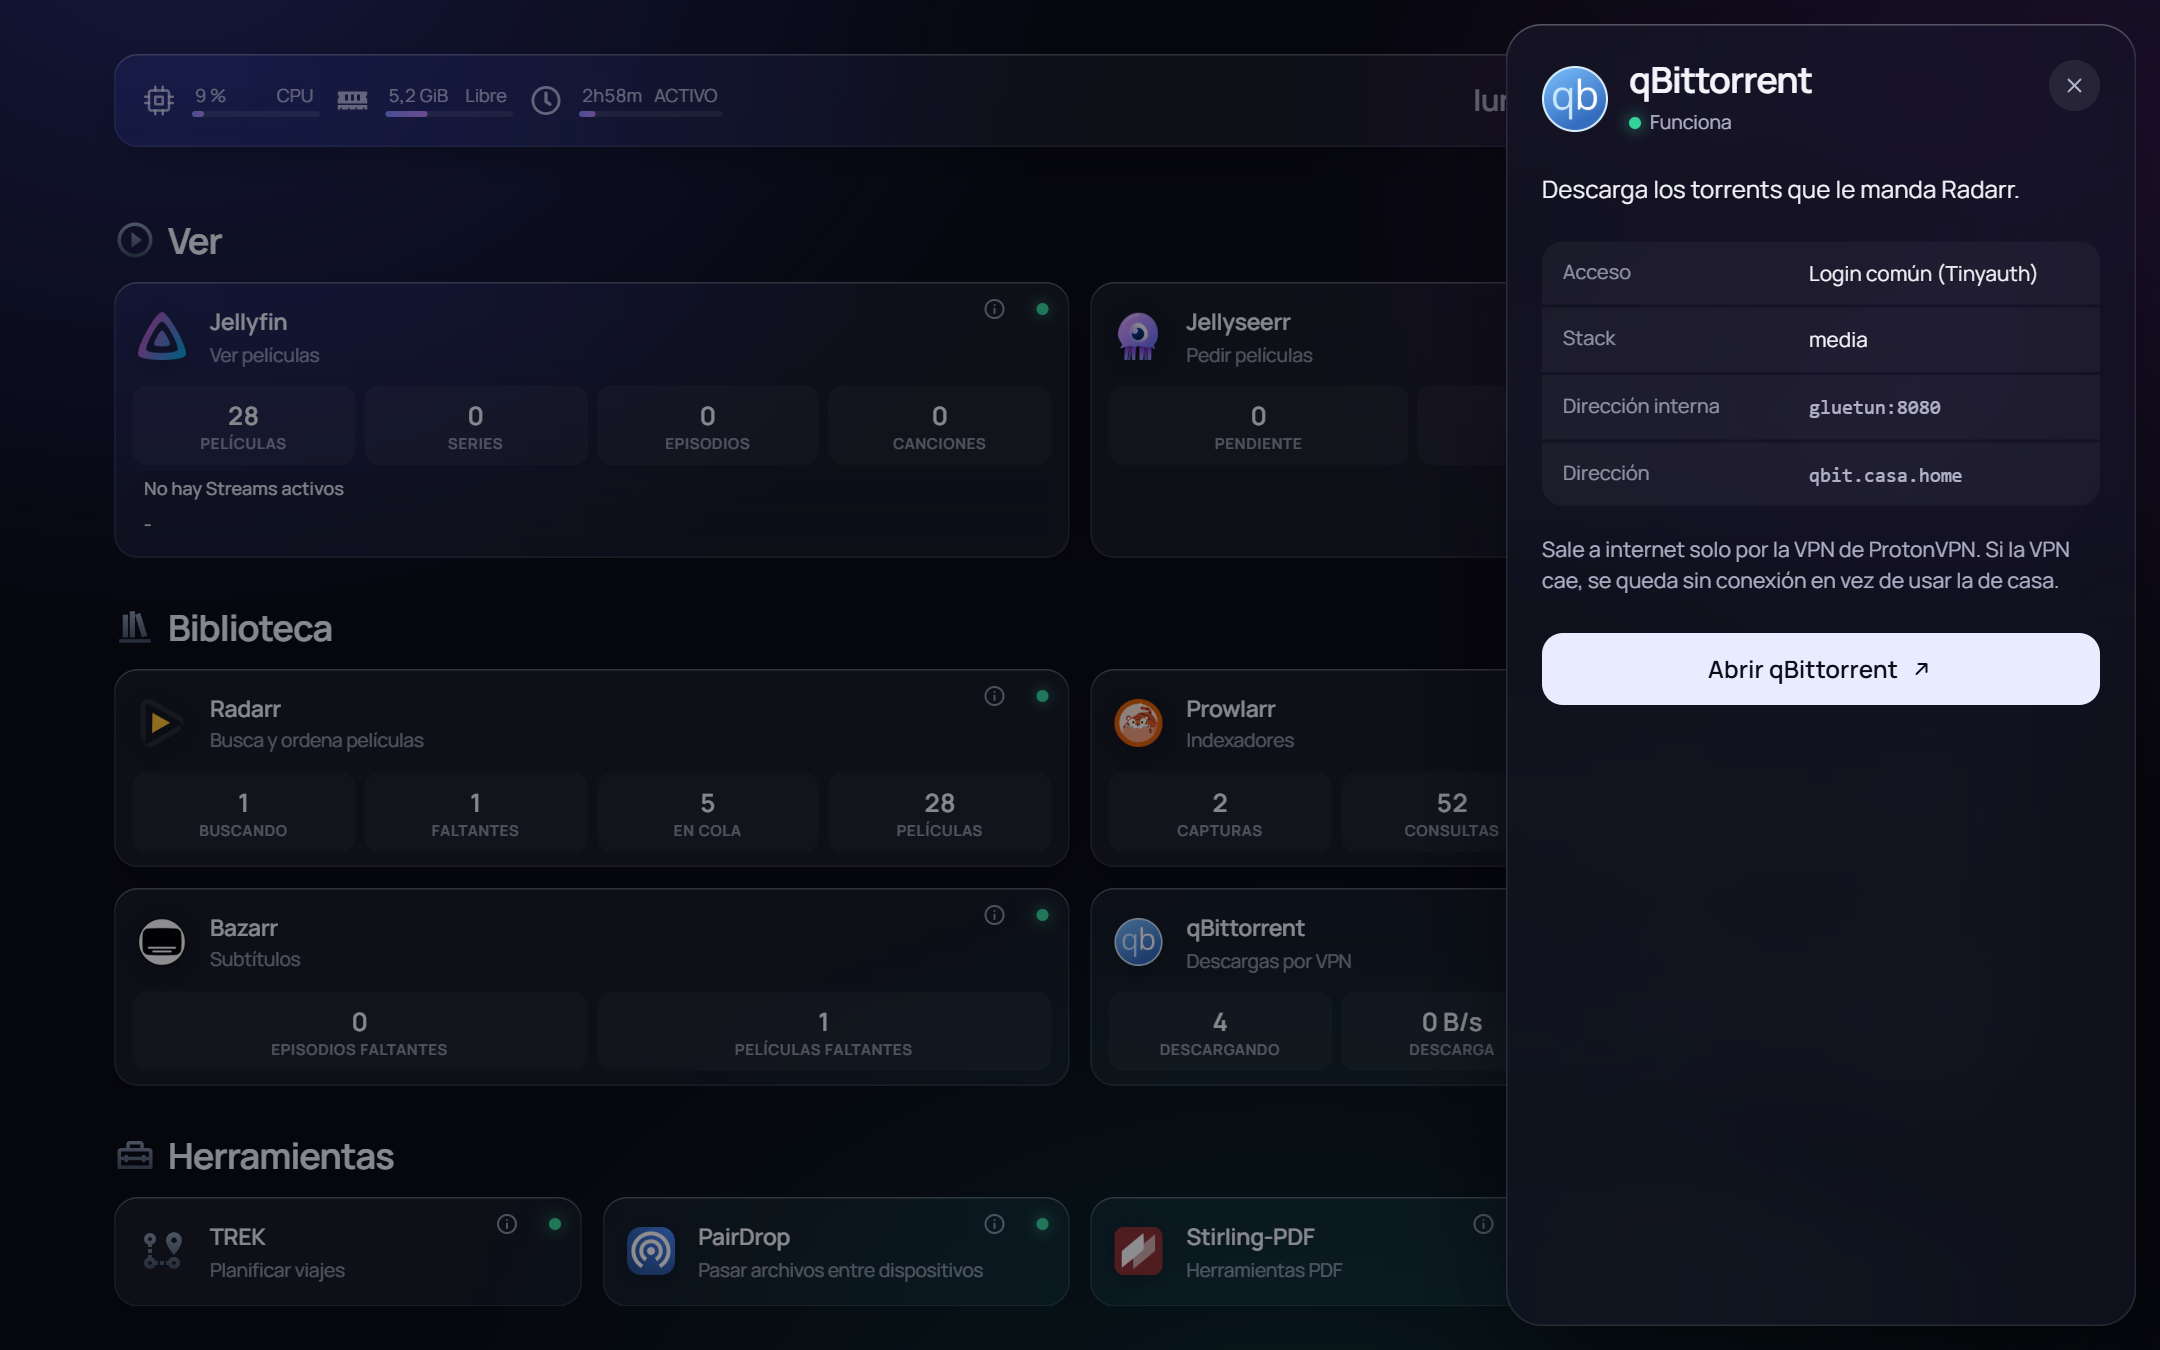 9 % CPU
5,2 GiB Libre
2h58m ACTIVO
Ver
Jellyfin
Ver películas
28
PELÍCULAS
0
SERIES
0
EPISODIOS
0
CANCIONES
No hay Streams activos
-
Jellyseerr
Pedir películas
0
PENDIENTE
Biblioteca
Radarr
Busca y ordena películas
1
BUSCANDO
1
FALTANTES
5
EN COLA
28
PELÍCULAS
Prowlarr
Indexadores
2
CAPTURAS
52
CONSULTAS
Bazarr
Subtítulos
0
EPISODIOS FALTANTES
1
PELÍCULAS FALTANTES
qb
qBittorrent
Descargas por VPN
4
DESCARGANDO
0 B/s
DESCARGA
Herramientas
TREK
Planificar viajes
PairDrop
Pasar archivos entre dispositivos
Stirling-PDF
Herramientas PDF
qb
qBittorrent
Funciona
Descarga los torrents que le manda Radarr.
Acceso Login común (Tinyauth)
Stack media
Dirección interna gluetun:8080
Dirección qbit.casa.home
Sale a internet solo por la VPN de ProtonVPN. Si la VPN
cae, se queda sin conexión en vez de usar la de casa.
Abrir qBittorrent